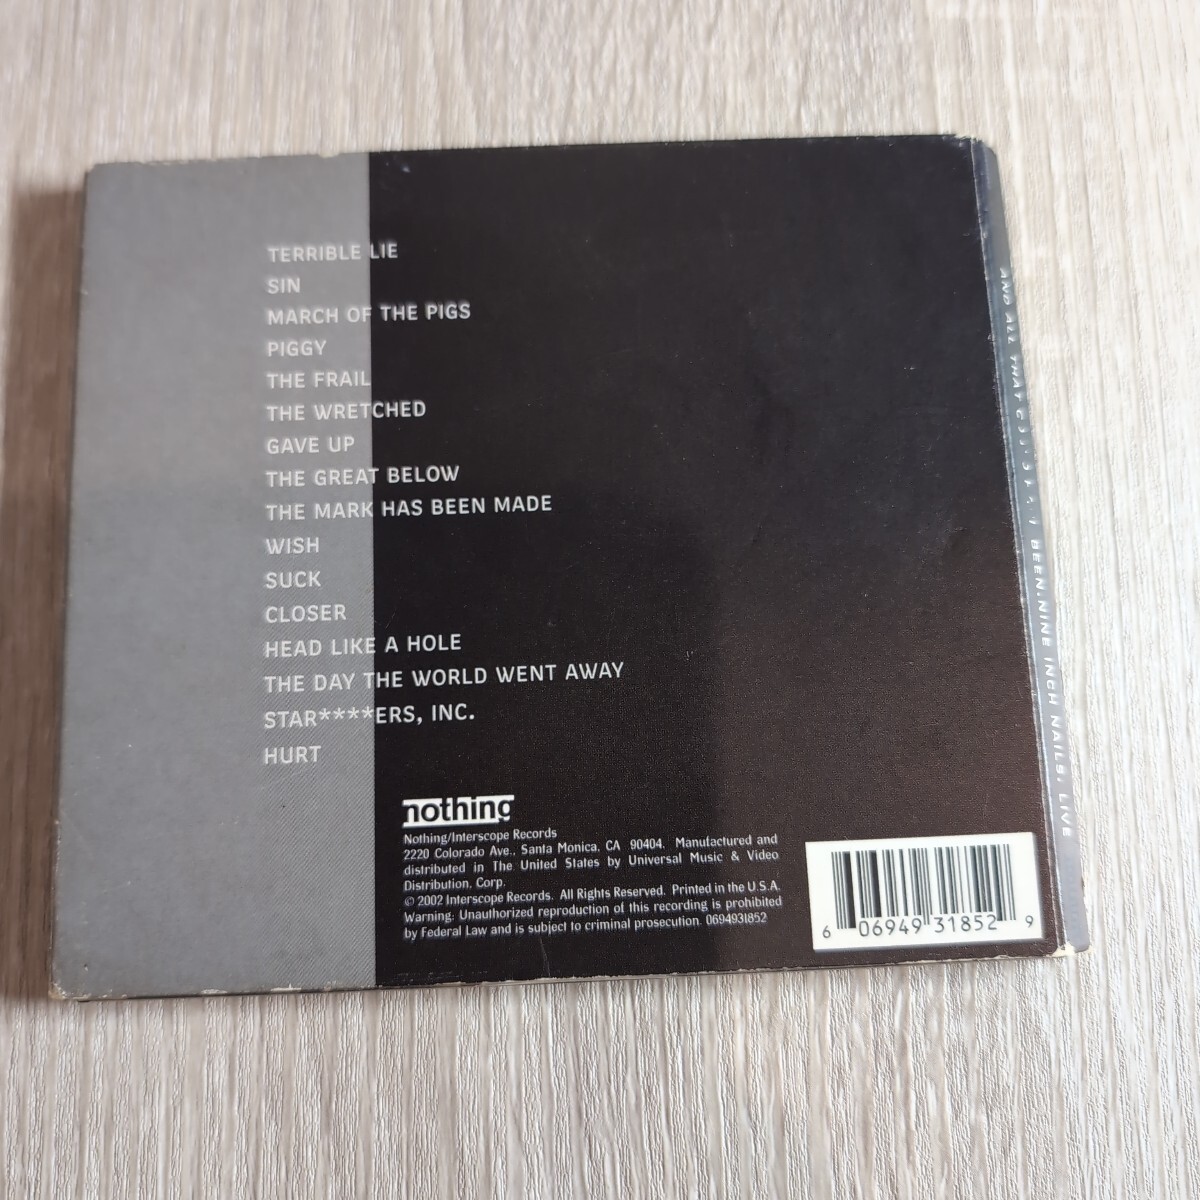 TERRIBLE LIE
SIN
MARCH OF THE PIGS
PIGGY
THE FRAIL
THE WRETCHED
GAVE UP
THE GREAT BELOW
THE MARK HAS BEEN MADE
WISH
SUCK
CLOSER
HEAD LIKE A HOLE
THE DAY THE WORLD WENT AWAY
STAR****ERS, INC.
HURT
nothing
Nothing/Interscope Records
2220 Colorado Ave., Santa Monica, CA 90404. Manufactured and
distributed in The United States by Universal Music & Video
Distribution, Corp.
© 2002 Interscope Records. All Rights Reserved. Printed in the U.S.A.
Warning: Unauthorized reproduction of this recording is prohibited
by Federal Law and is subject to criminal prosecution. 0694931852
6 06949 31852 9
AND ALL THAT BEEN. NINE INCH NAILS, LIVE